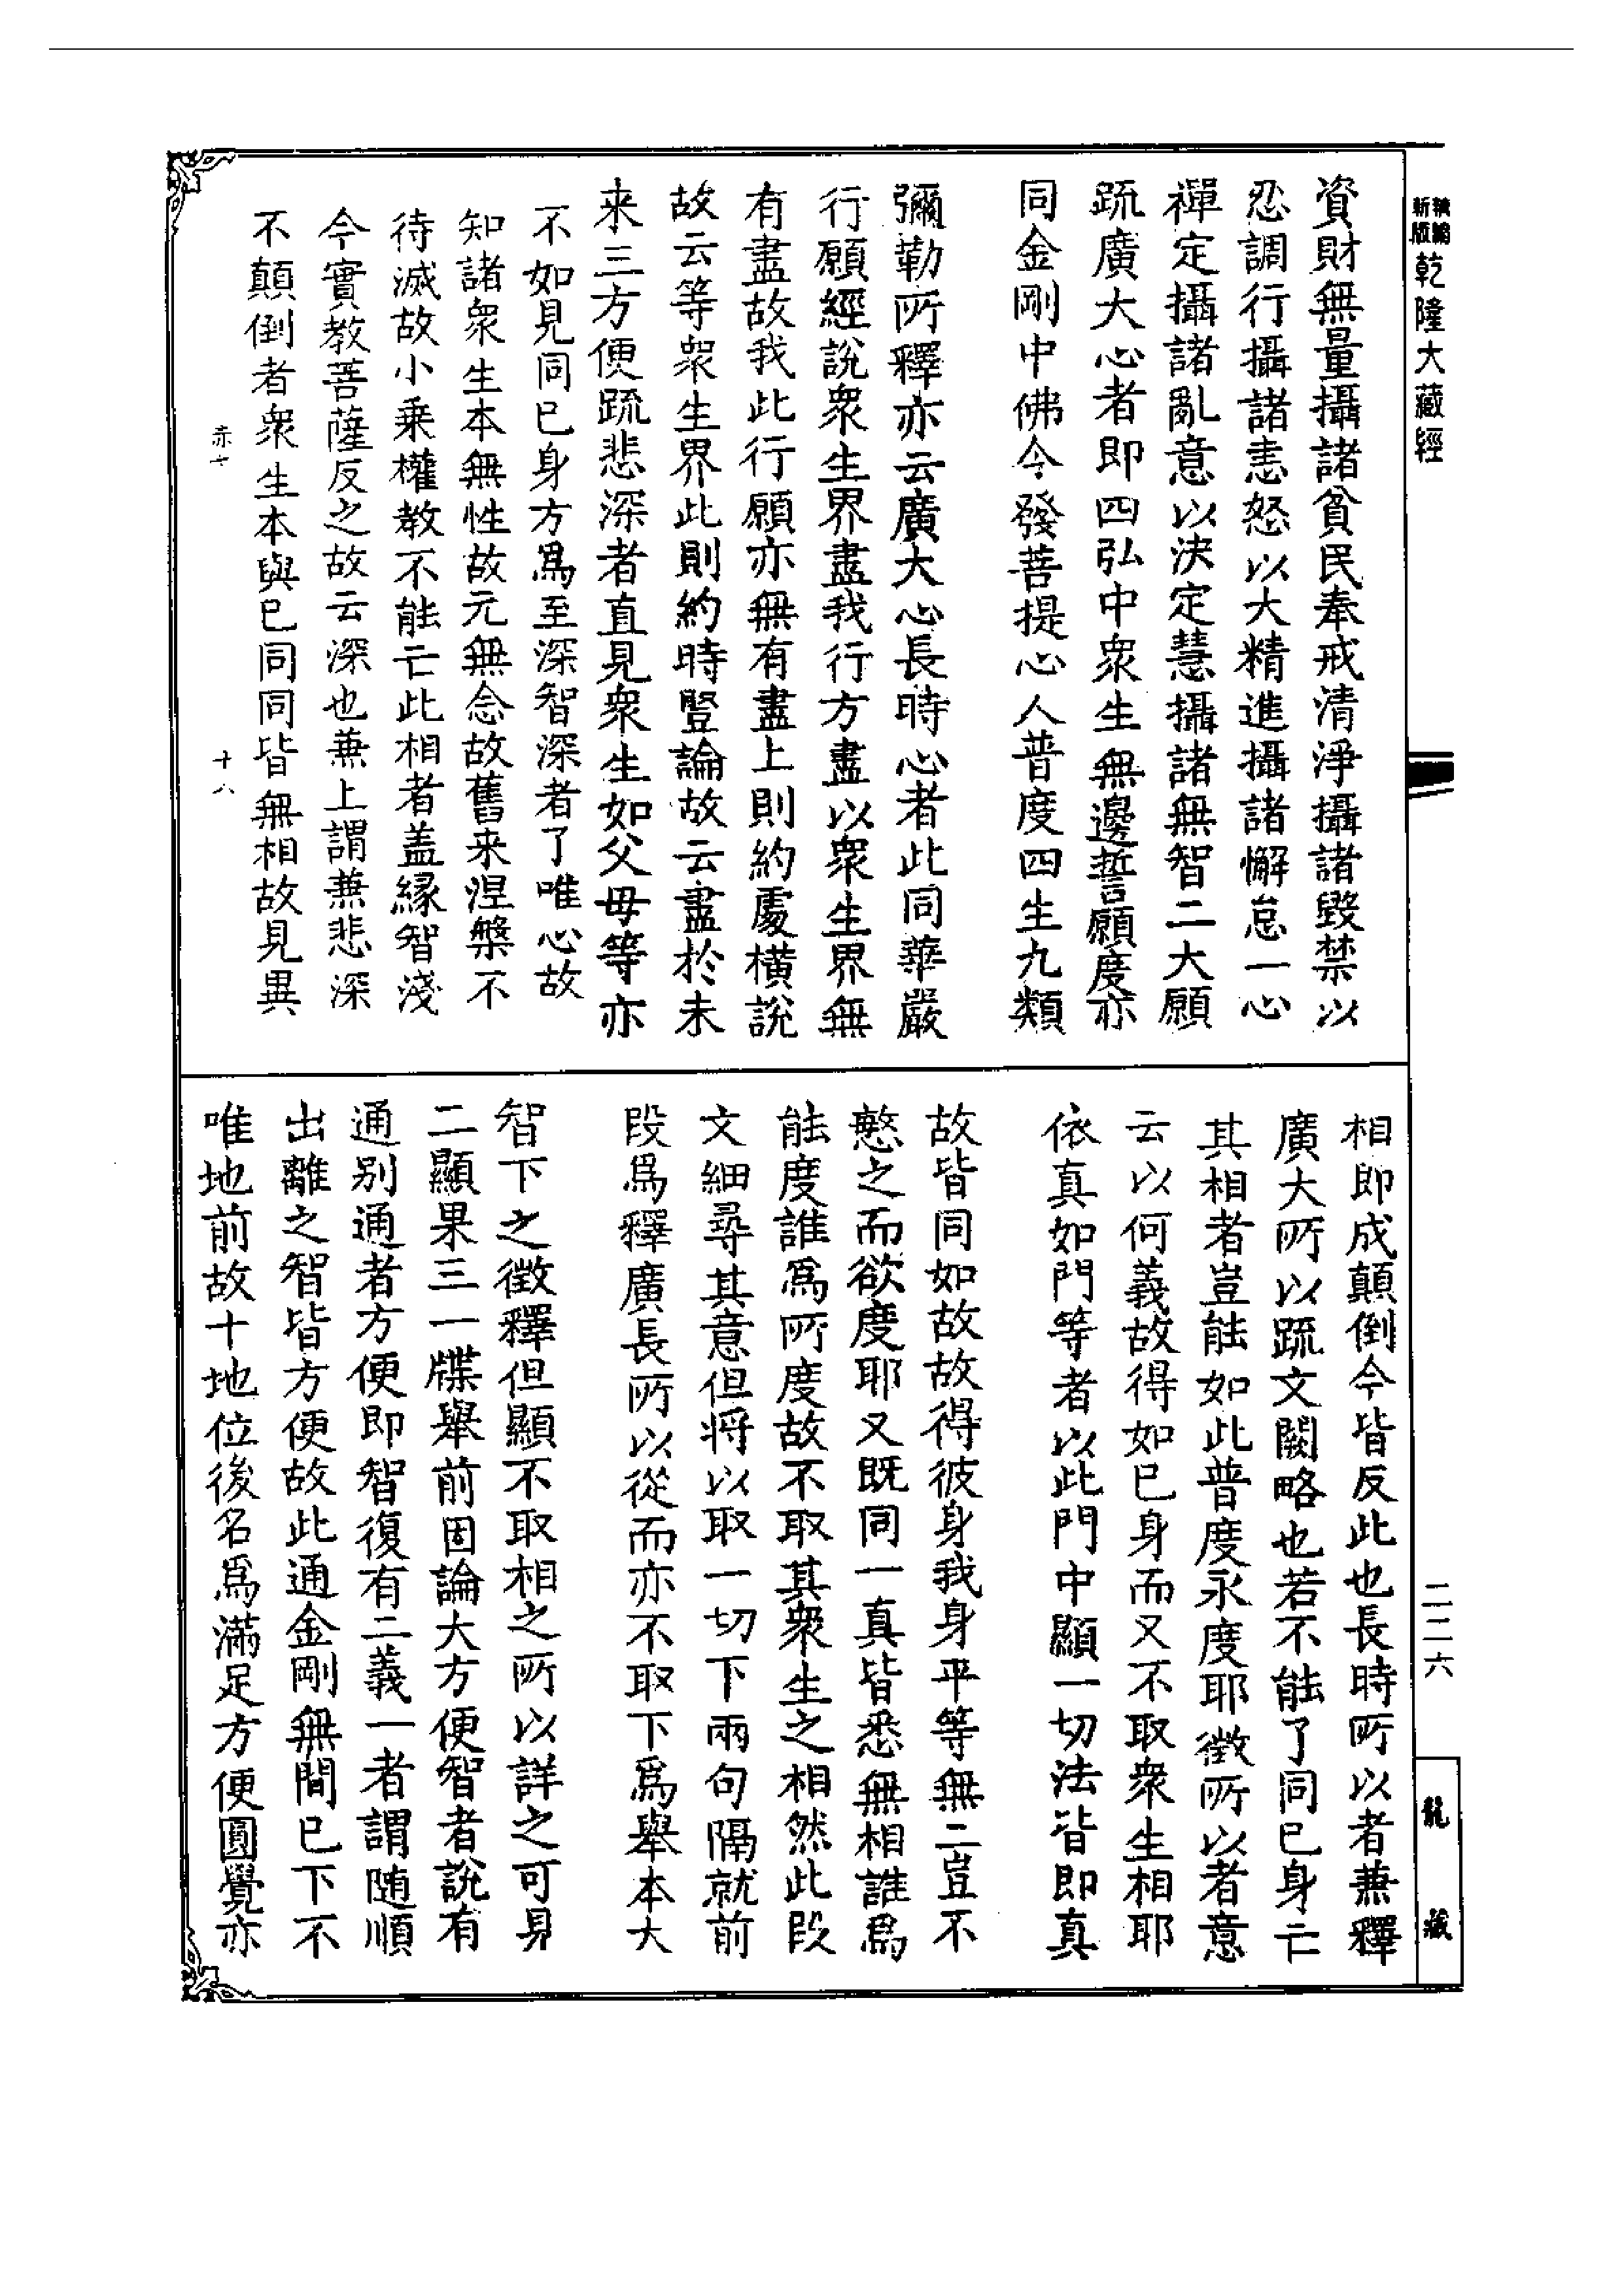 新版
精縮
乾隆大藏經
資財無量攝諸貧民奉戒清淨攝諸毀禁以
忍調行攝諸恚怒以大精進攝諸懈怠一心
禪定攝諸亂意以決定慧攝諸無智二大願
疏廣大心者即四弘中衆生無邊誓願度亦
同金剛中佛今發菩提心人普度四生九類
彌勒所釋亦云廣大心長時心者此同華嚴
行願經說衆生界盡我行方盡以衆生界無
有盡故我此行願亦無有盡上則約處橫說
故云等衆生界此則約時豎論故云盡於未
来三方便疏悲深者直見衆生如父母等亦
不如見同已身方爲至深智深者了唯心故
知諸衆生本無性故元無念故舊来涅槃不
待滅故小乗權教不能亡此相者盖緣智淺
今實教菩薩反之故云深也兼上謂兼悲深
不顛倒者衆生本與已同同皆無相故見異
赤七
十六
相即成顛倒今皆反此也長時所以者兼釋
廣大所以疏文闕略也若不能了同已身亡
其相者豈能如此普度永度耶徴所以者意
云以何義故得如已身而又不取衆生相耶
依真如門等者以此門中顯一切法皆即真
故皆同如故故得彼身我身平等無二豈不
慜之而欲度耶又既同一真皆悉無相誰爲
能度誰爲所度故不取其衆生之相然此段
文細尋其意但将以取一切下兩句隔就前
段爲釋廣長所以從而亦不取下爲舉本大
智下之徴釋但顯不取相之所以詳之可見
二顯果三一牒舉前因論大方便智者說有
通别通者方便即智復有二義一者謂随順
出離之智皆方便故此通金剛無間已下不
唯地前故十地位後名爲滿足方便圓覺亦
二二六
龍藏